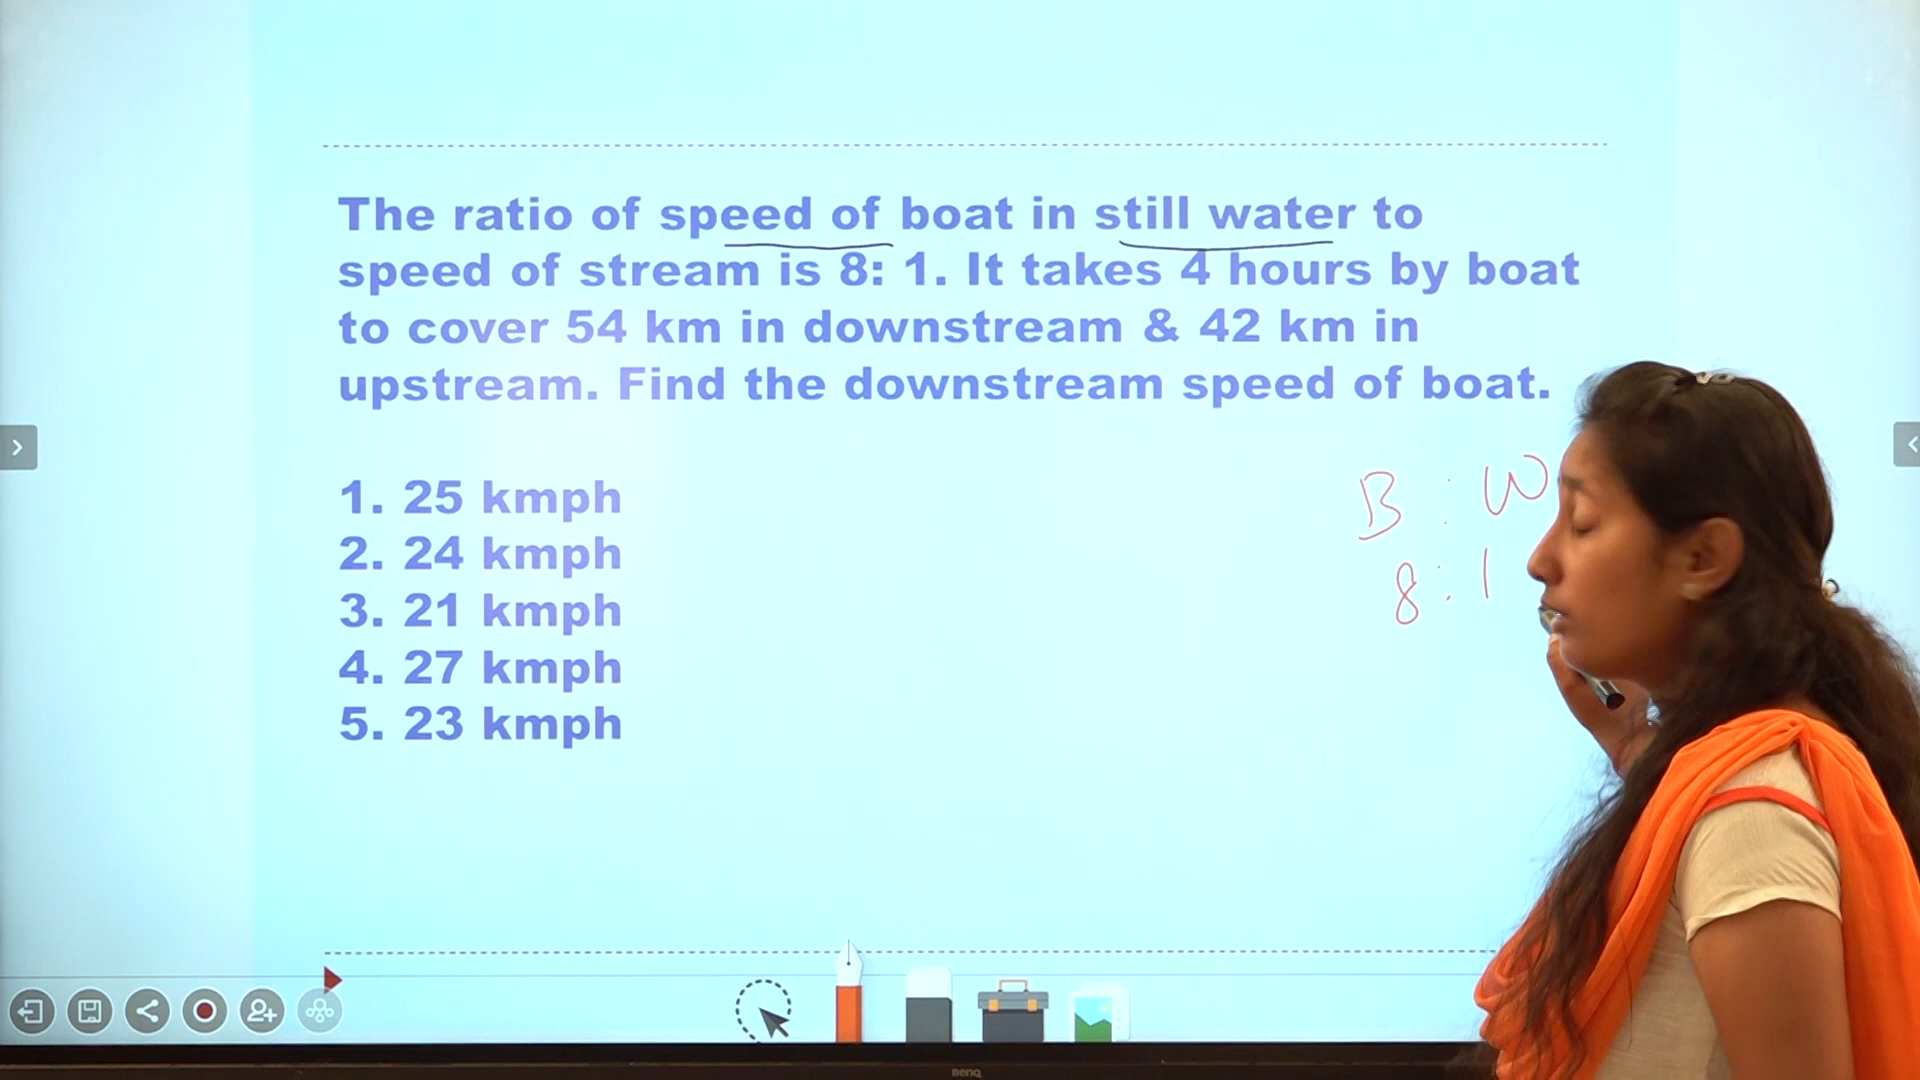 The ratio of speed of boat in still water to
speed of stream is 8: 1. It takes 4 hours by boat
to cover 54 km in downstream & 42 km in
upstream. Find the downstream speed of boat.
1. 25 kmph
2. 24 kmph
3. 21 kmph
4. 27 kmph
5. 23 kmph
B : W
8 : 1
BenQ